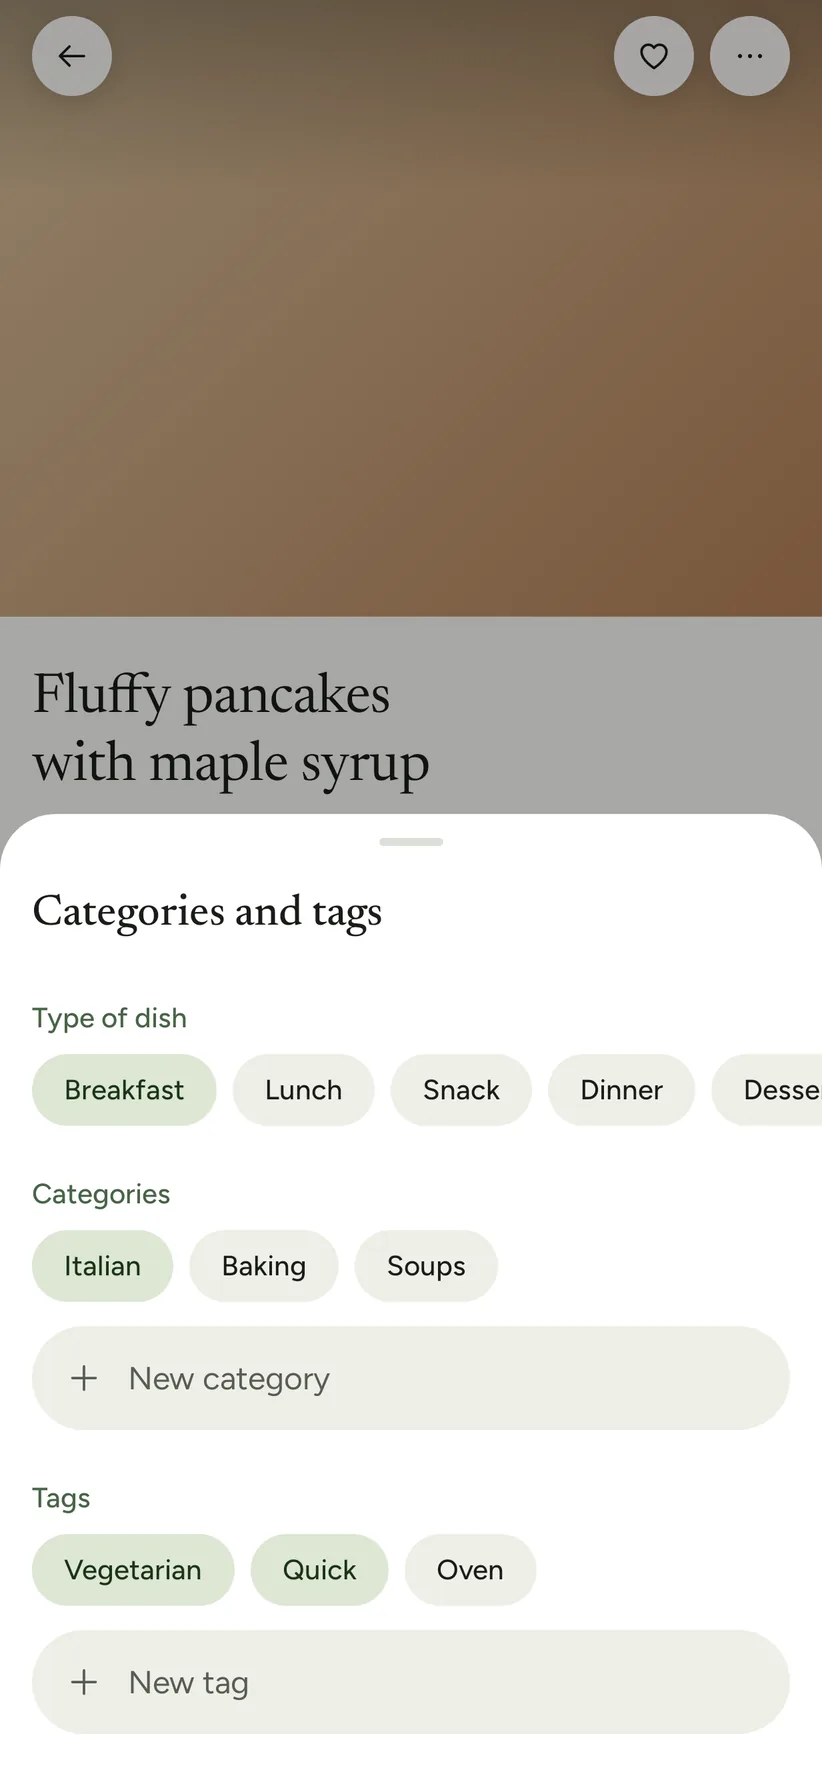 Fluffy pancakes
with maple syrup
Categories and tags
Type of dish
Breakfast Lunch Snack Dinner Desse
Categories
Italian Baking Soups
New category
Tags
Vegetarian Quick Oven
New tag